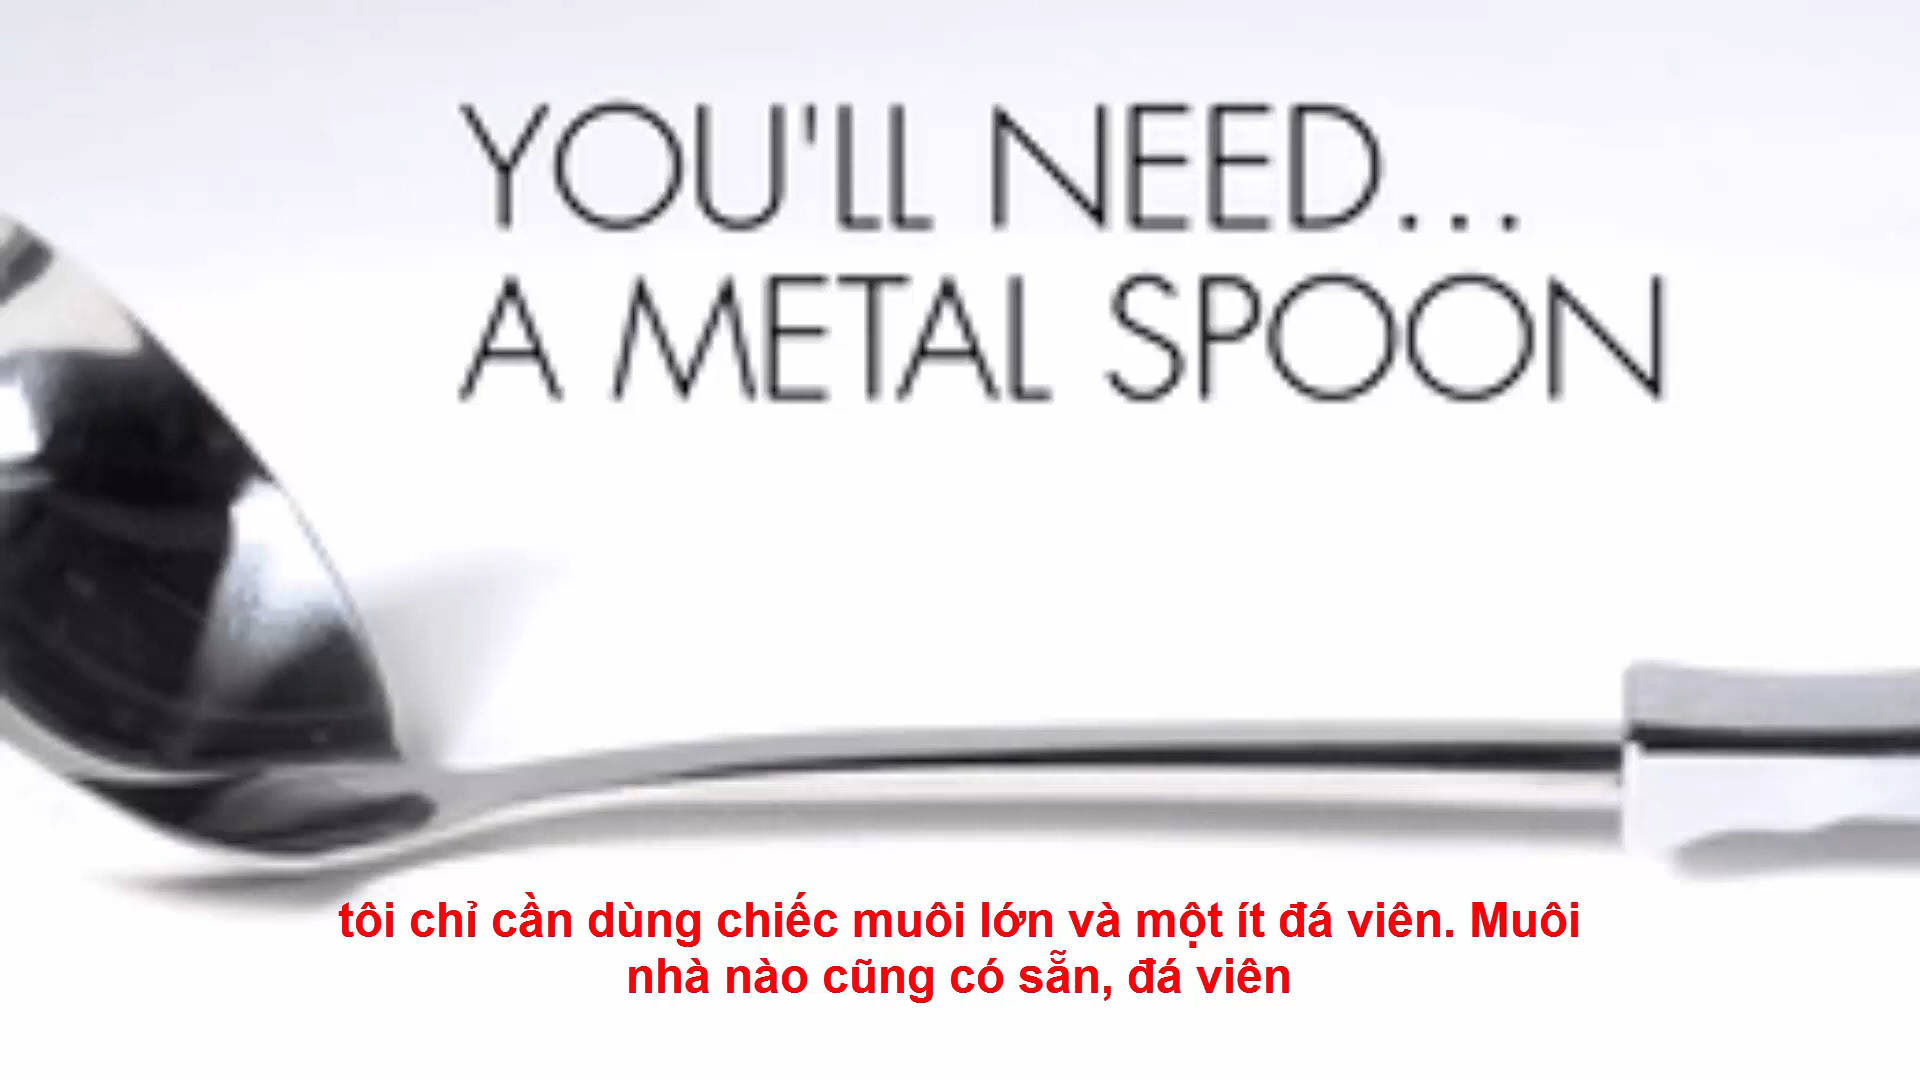 YOU'LL NEED...
A METAL SPOON
tôi chỉ cần dùng chiếc muôi lớn và một ít đá viên. Muôi
nhà nào cũng có sẵn, đá viên